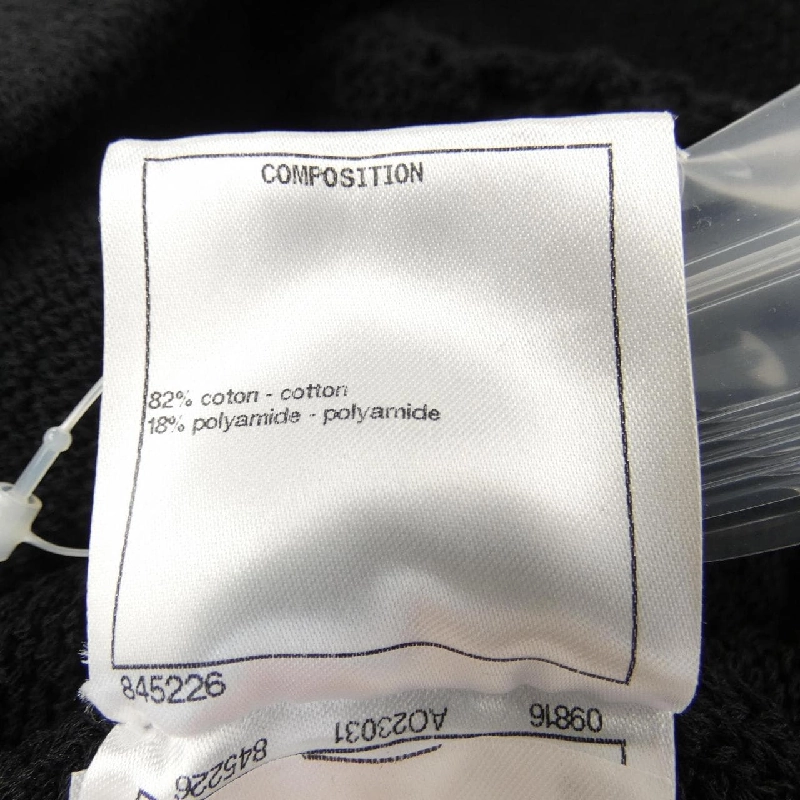 COMPOSITION
82% coton - cotton
18% polyamide - polyamide
845226
09816 AO23031 845226